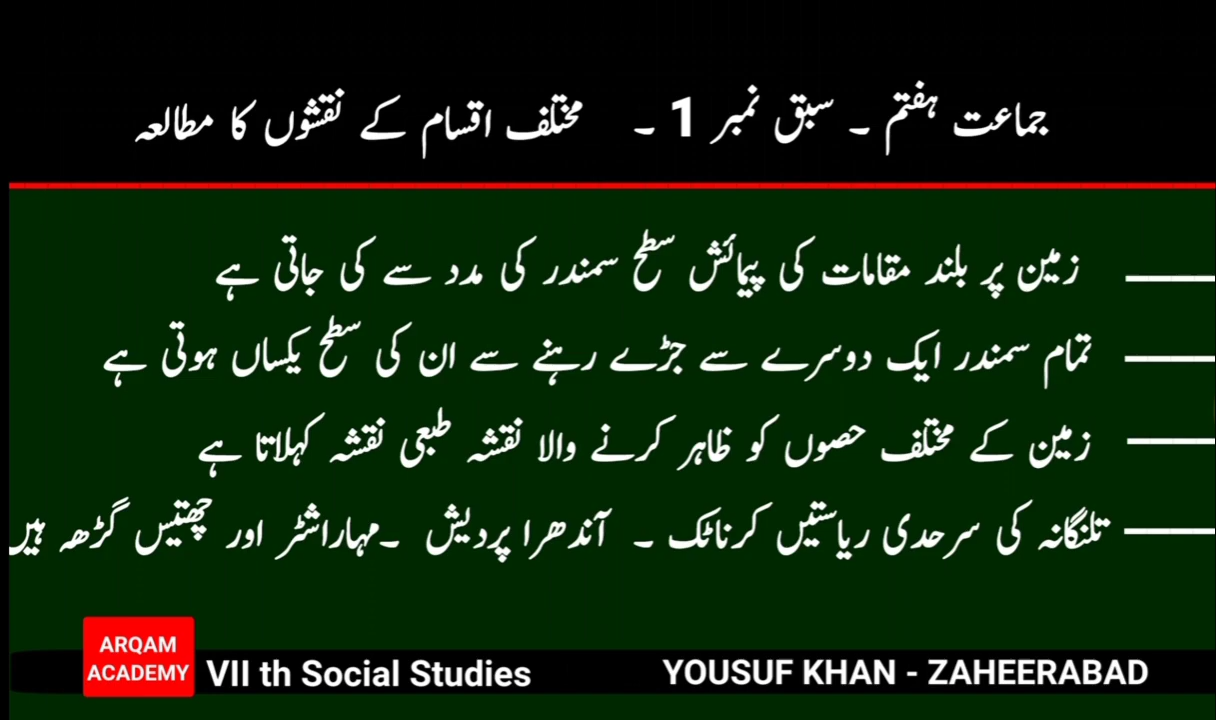 جماعت ہفتم ۔ سبق نمبر 1 ۔ مختلف اقسام کے نقشوں کا مطالعہ
زمین پر بلند مقامات کی پیمائش سطح سمندر کی مدد سے کی جاتی ہے
تمام سمندر ایک دوسرے سے جڑے رہنے سے ان کی سطح یکساں ہوتی ہے
زمین کے مختلف حصوں کو ظاہر کرنے والا نقشہ طبعی نقشہ کہلاتا ہے
تلنگانہ کی سرحدی ریاستیں کرناٹک ۔ آندھرا پردیش ۔مہاراشٹر اور چھتیس گڑھ ہیں
ARQAM
ACADEMY
VII th Social Studies
YOUSUF KHAN - ZAHEERABAD